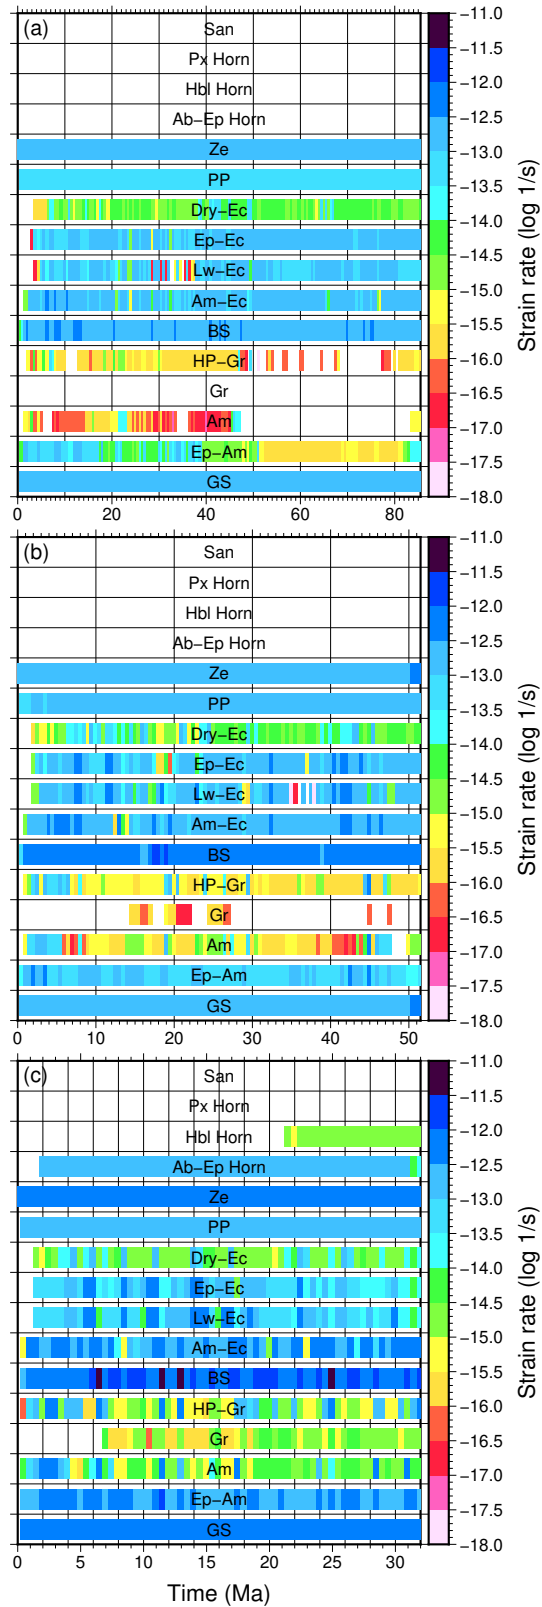 (a)
San
Px Horn
Hbl Horn
Ab−Ep Horn
Ze
PP
Dry−Ec
Ep−Ec
Lw−Ec
Am−Ec
BS
HP−Gr
Gr
Am
Ep−Am
GS
0 20 40 60 80
−11.0
−11.5
−12.0
−12.5
−13.0
−13.5
−14.0
−14.5
−15.0
−15.5
−16.0
−16.5
−17.0
−17.5
−18.0
Strain rate (log 1/s)
(b)
San
Px Horn
Hbl Horn
Ab−Ep Horn
Ze
PP
Dry−Ec
Ep−Ec
Lw−Ec
Am−Ec
BS
HP−Gr
Gr
Am
Ep−Am
GS
0 10 20 30 40 50
−11.0
−11.5
−12.0
−12.5
−13.0
−13.5
−14.0
−14.5
−15.0
−15.5
−16.0
−16.5
−17.0
−17.5
−18.0
Strain rate (log 1/s)
(c)
San
Px Horn
Hbl Horn
Ab−Ep Horn
Ze
PP
Dry−Ec
Ep−Ec
Lw−Ec
Am−Ec
BS
HP−Gr
Gr
Am
Ep−Am
GS
0 5 10 15 20 25 30
Time (Ma)
−11.0
−11.5
−12.0
−12.5
−13.0
−13.5
−14.0
−14.5
−15.0
−15.5
−16.0
−16.5
−17.0
−17.5
−18.0
Strain rate (log 1/s)